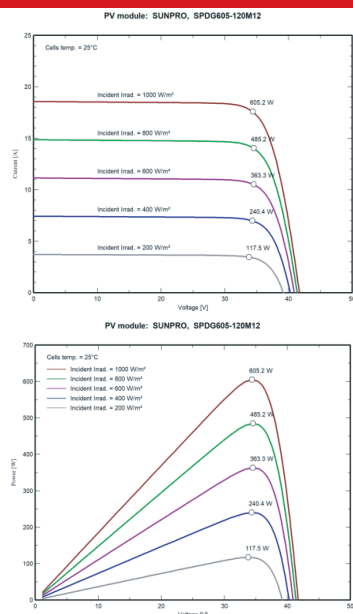 PV module: SUNPRO, SPDG605-120M12
25
Cells temp. = 25°C
20
Incident Irrad. = 1000 W/m²
605.2 W
15
Incident Irrad. = 800 W/m²
485.2 W
Current [A]
Incident Irrad. = 600 W/m²
363.3 W
10
Incident Irrad. = 400 W/m²
240.4 W
5
Incident Irrad. = 200 W/m²
117.5 W
0
0 10 20 30 40 50
Voltage [V]
PV module: SUNPRO, SPDG605-120M12
700
Cells temp. = 25°C
Incident Irrad. = 1000 W/m²
605.2 W
600
Incident Irrad. = 800 W/m²
Incident Irrad. = 600 W/m²
Incident Irrad. = 400 W/m²
Incident Irrad. = 200 W/m²
500
485.2 W
400
363.3 W
Power [W]
300
240.4 W
200
117.5 W
100
0
0 10 20 30 40 50
Voltage [V]